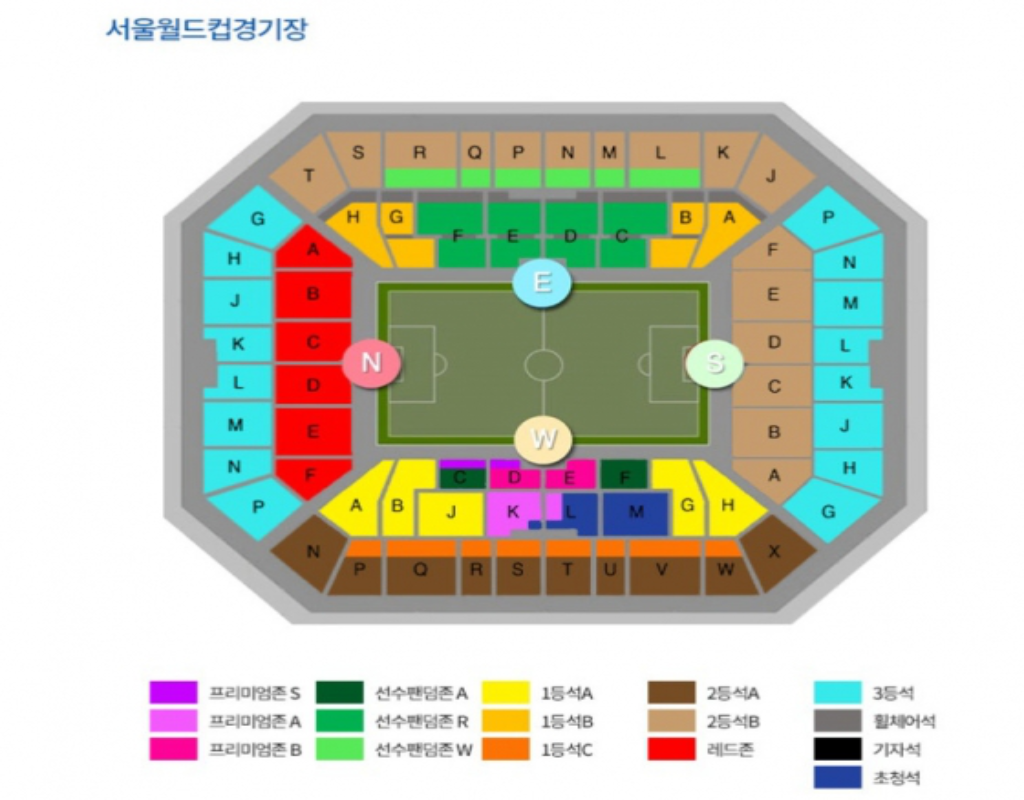 서울월드컵경기장
S R Q P N M L K
T J
G H G B A P
F E D C
A F
H N
E
B E
J M
C D
K N S L
L D C K
M E B J
W
N F A H
C D E F
P A B G H G
J K L M
N X
P Q R S T U V W
프리미엄존 S 선수팬덤존 A 1등석A 2등석A 3등석
프리미엄존 A 선수팬덤존 R 1등석B 2등석B 휠체어석
프리미엄존 B 선수팬덤존 W 1등석C 레드존 기자석
초청석